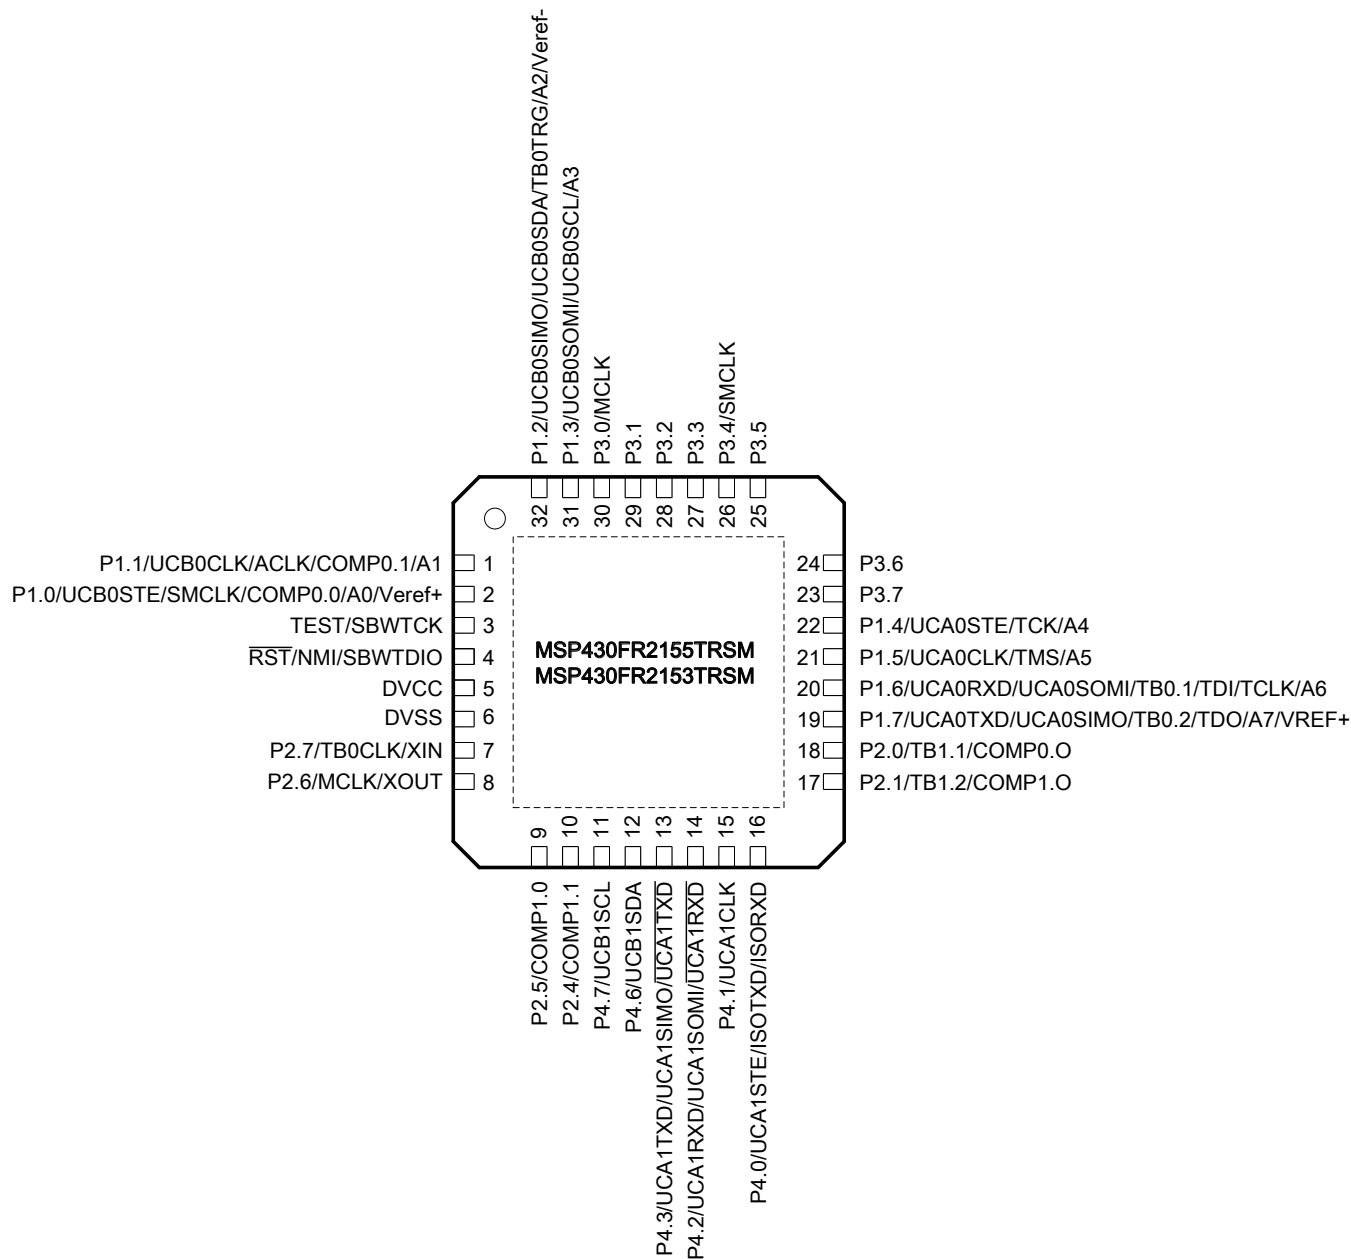 P1.2/UCB0SIMO/UCB0SDA/TB0TRG/A2/Veref-
P1.3/UCB0SOMI/UCB0SCL/A3
P3.0/MCLK
P3.1
P3.2
P3.3
P3.4/SMCLK
P3.5
32
31
30
29
28
27
26
25
P1.1/UCB0CLK/ACLK/COMP0.1/A1 1
P1.0/UCB0STE/SMCLK/COMP0.0/A0/Veref+ 2
TEST/SBWTCK 3
R̅S̅T̅/NMI/SBWTDIO 4
DVCC 5
DVSS 6
P2.7/TB0CLK/XIN 7
P2.6/MCLK/XOUT 8
MSP430FR2155TRSM
MSP430FR2153TRSM
24 P3.6
23 P3.7
22 P1.4/UCA0STE/TCK/A4
21 P1.5/UCA0CLK/TMS/A5
20 P1.6/UCA0RXD/UCA0SOMI/TB0.1/TDI/TCLK/A6
19 P1.7/UCA0TXD/UCA0SIMO/TB0.2/TDO/A7/VREF+
18 P2.0/TB1.1/COMP0.O
17 P2.1/TB1.2/COMP1.O
9
10
11
12
13
14
15
16
P2.5/COMP1.0
P2.4/COMP1.1
P4.7/UCB1SCL
P4.6/UCB1SDA
P4.3/UCA1TXD/UCA1SIMO/U̅C̅A̅1̅T̅X̅D̅
P4.2/UCA1RXD/UCA1SOMI/U̅C̅A̅1̅R̅X̅D̅
P4.1/UCA1CLK
P4.0/UCA1STE/ISOTXD/ISORXD